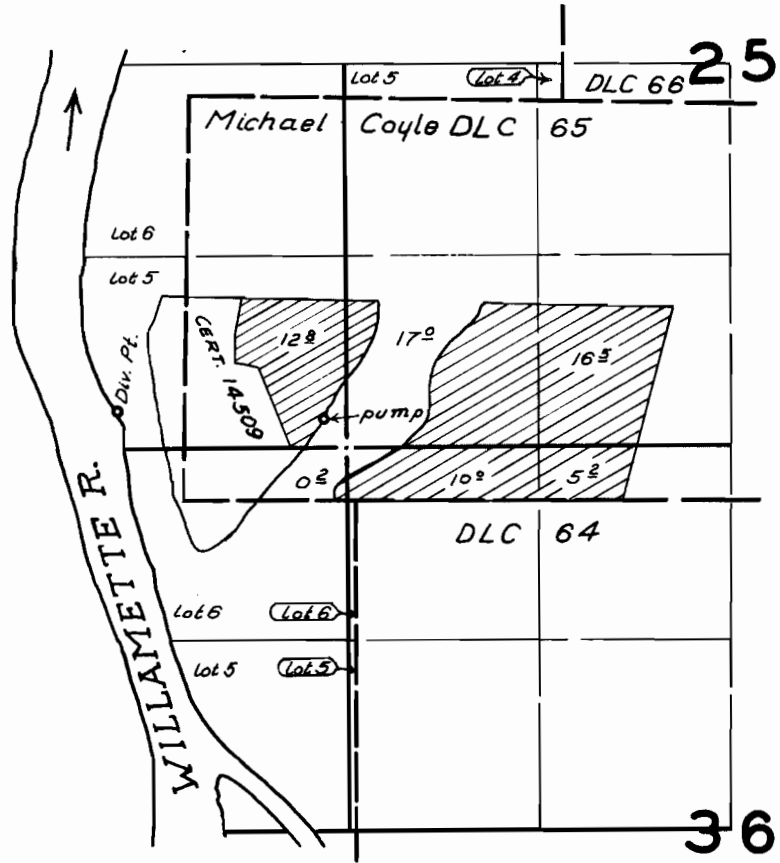 25
Lot 5
Lot 4
DLC 66
Michael Coyle DLC 65
Lot 6
Lot 5
CERT. 14509
12 8
17 0
16 5
Div. Pt.
pump
0 2
10 0
5 2
DLC 64
WILLAMETTE R.
Lot 6
Lot 6
Lot 5
Lot 5
36